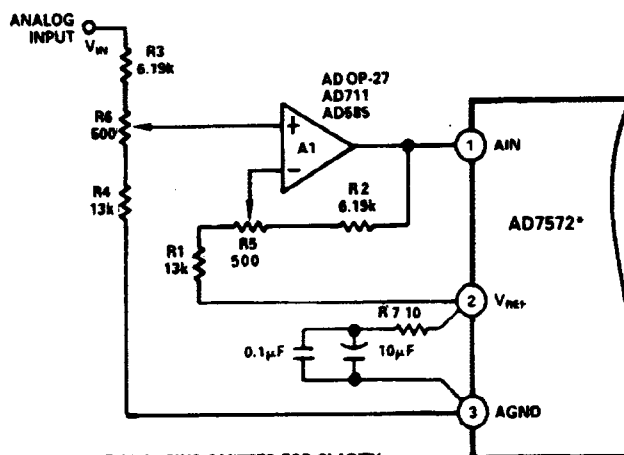 ANALOG
INPUT
VIN
R3
6.19k
R6
500
R4
13k
AD OP-27
AD711
AD585
A1
+
−
R2
6.19k
R5
500
R1
13k
1
AIN
AD7572*
2
VREF
R7 10
0.1µF
10µF
3
AGND